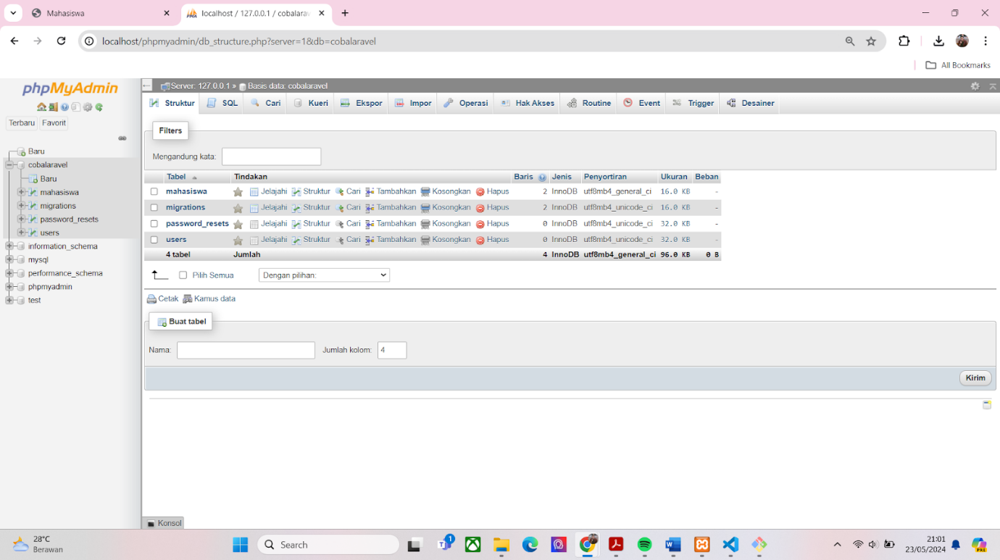 Mahasiswa
localhost / 127.0.0.1 / cobalarav
localhost/phpmyadmin/db_structure.php?server=1&db=cobalaravel
All Bookmarks
phpMyAdmin
Terbaru Favorit
Baru
cobalaravel
Baru
mahasiswa
migrations
password_resets
users
information_schema
mysql
performance_schema
phpmyadmin
test
Server: 127.0.0.1 » Basis data: cobalaravel
Struktur SQL Cari Kueri Ekspor Impor Operasi Hak Akses Routine Event Trigger Desainer
Filters
Mengandung kata:
Tabel Tindakan Baris Jenis Penyortiran Ukuran Beban
mahasiswa Jelajahi Struktur Cari Tambahkan Kosongkan Hapus 2 InnoDB utf8mb4_general_ci 16.0 KB -
migrations Jelajahi Struktur Cari Tambahkan Kosongkan Hapus 2 InnoDB utf8mb4_unicode_ci 16.0 KB -
password_resets Jelajahi Struktur Cari Tambahkan Kosongkan Hapus 0 InnoDB utf8mb4_unicode_ci 32.0 KB -
users Jelajahi Struktur Cari Tambahkan Kosongkan Hapus 0 InnoDB utf8mb4_unicode_ci 32.0 KB -
4 tabel Jumlah 4 InnoDB utf8mb4_general_ci 96.0 KB 0 B
Pilih Semua Dengan pilihan:
Cetak Kamus data
Buat tabel
Nama: Jumlah kolom: 4
Kirim
Konsol
28°C
Berawan
Search
1
21:01
23/05/2024